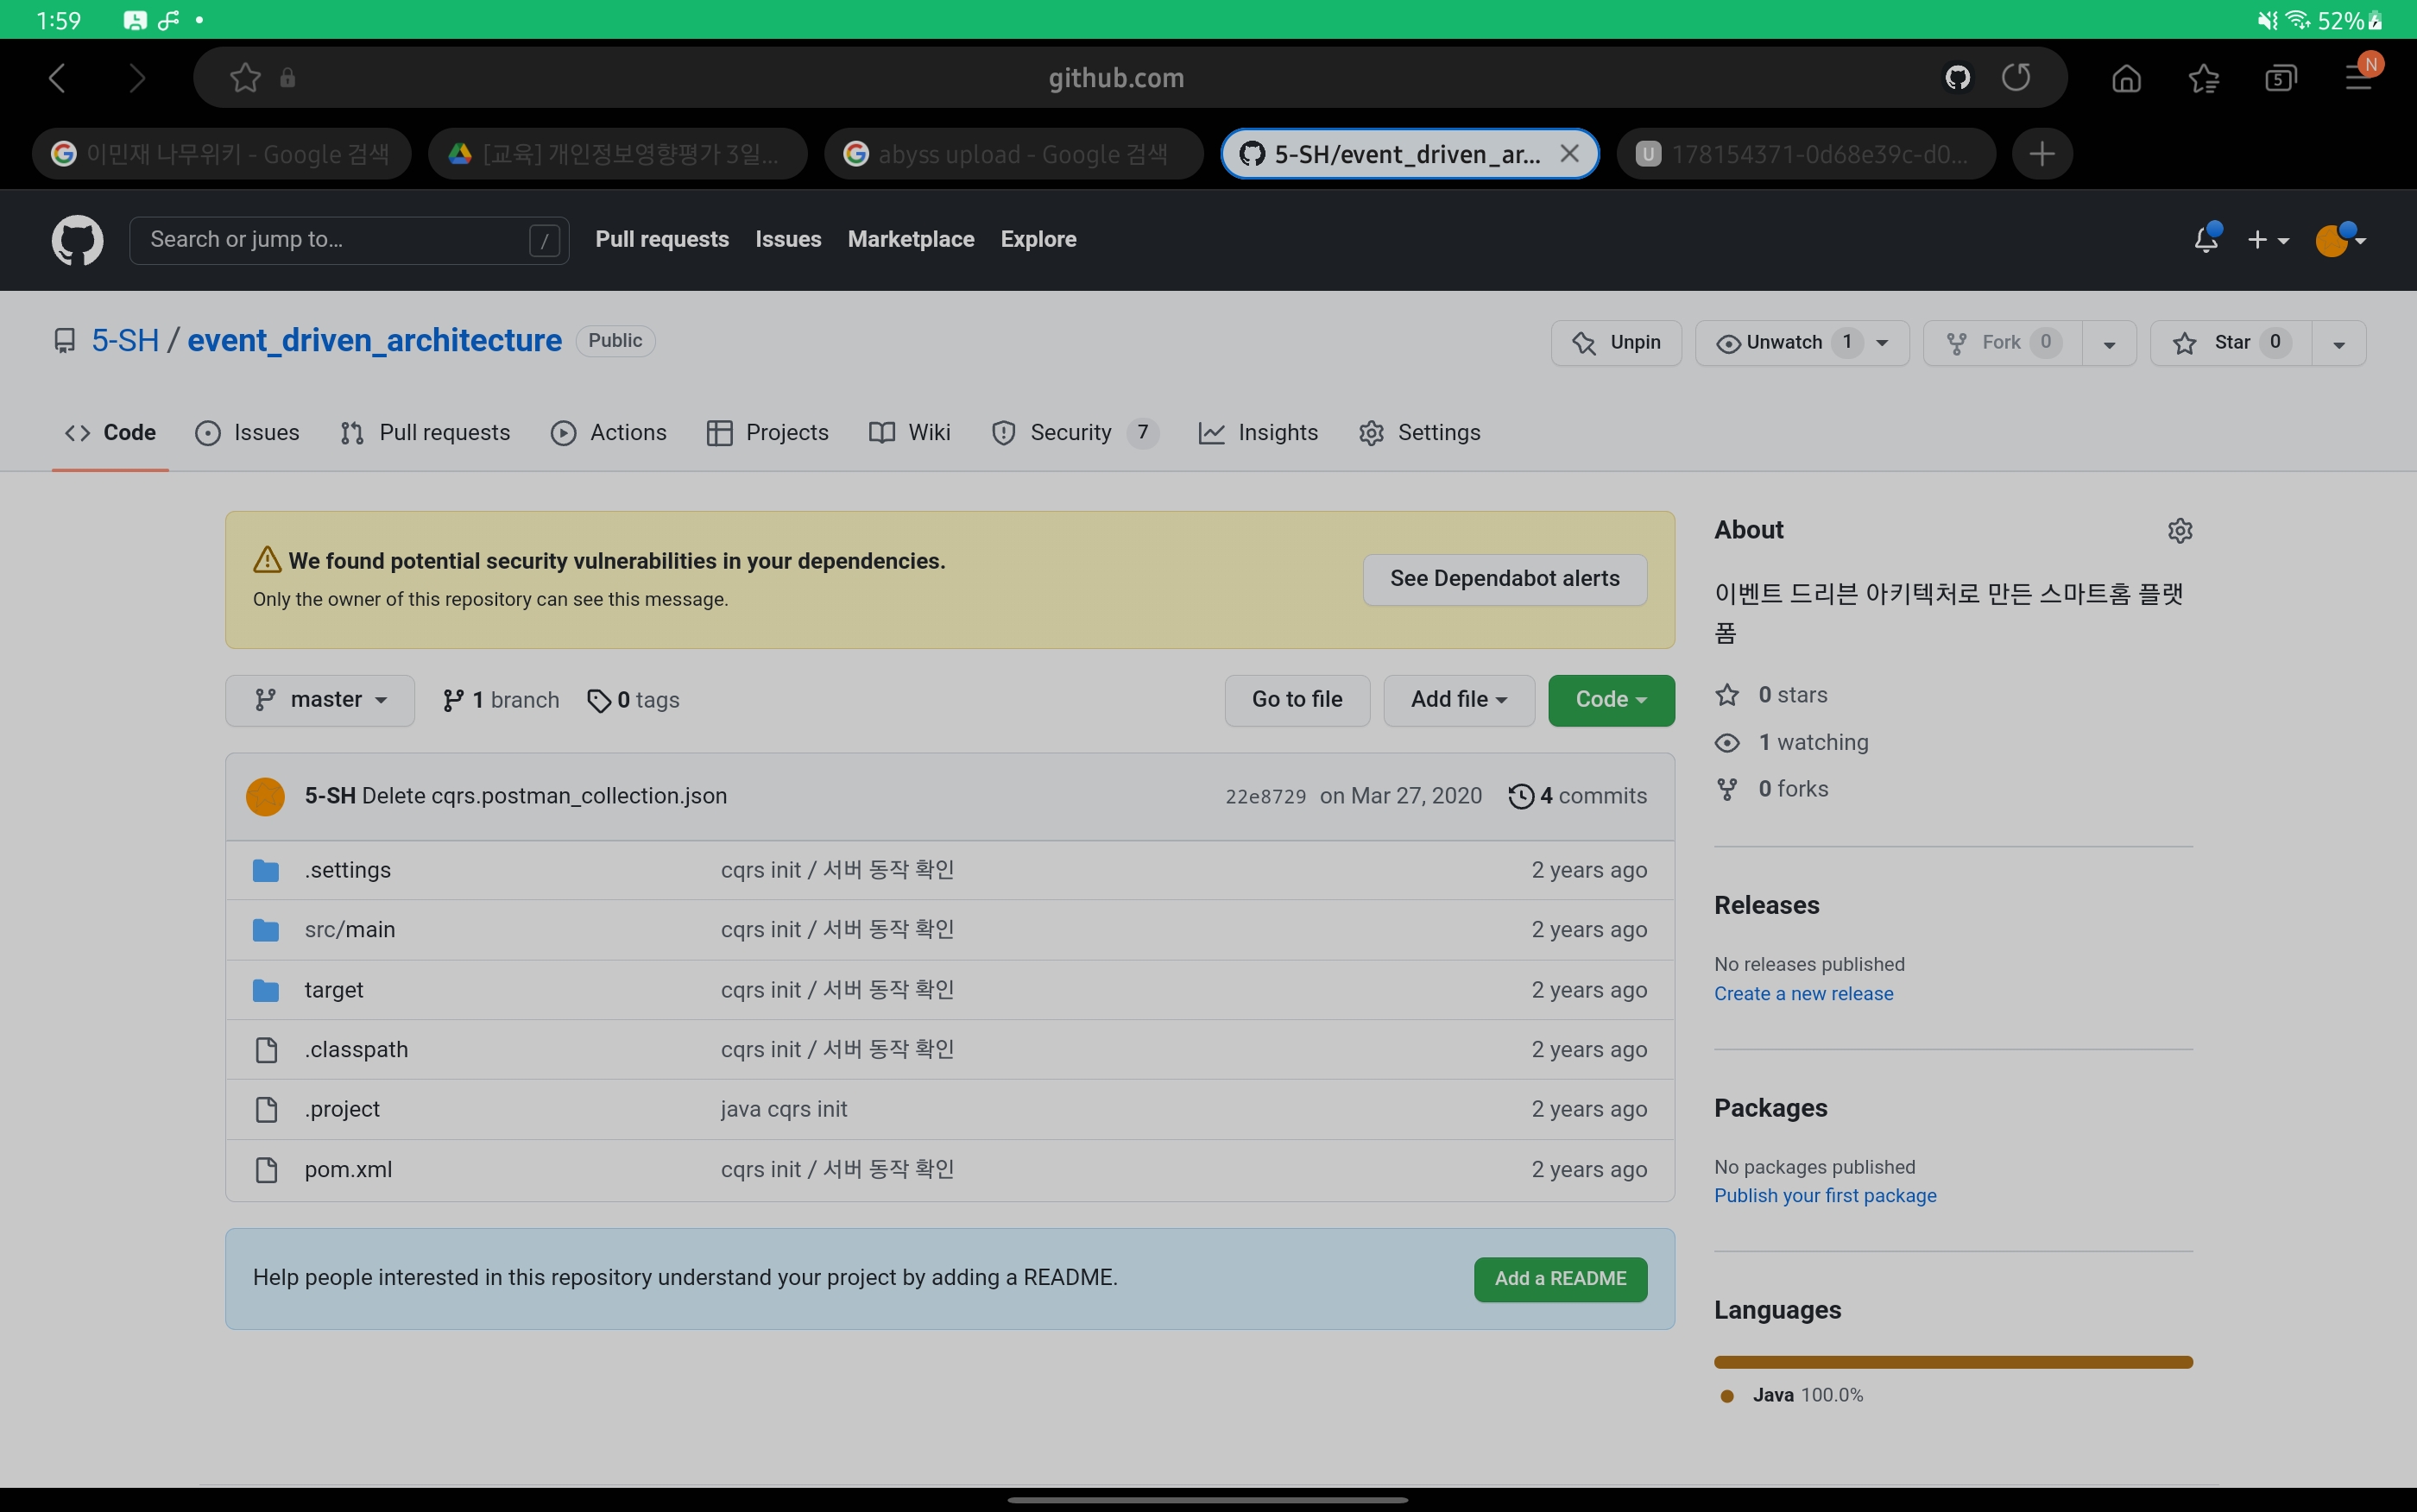 1:59
52%
github.com
5
N
이민재 나무위키 - Google 검색
[교육] 개인정보영향평가 3일...
abyss upload - Google 검색
5-SH/event_driven_ar...
U 178154371-0d68e39c-d0...
Search or jump to... /
Pull requests Issues Marketplace Explore
5-SH / event_driven_architecture Public
Unpin Unwatch 1 Fork 0 Star 0
Code Issues Pull requests Actions Projects Wiki Security 7 Insights Settings
We found potential security vulnerabilities in your dependencies.
Only the owner of this repository can see this message.
See Dependabot alerts
master 1 branch 0 tags
Go to file Add file Code
5-SH Delete cqrs.postman_collection.json 22e8729 on Mar 27, 2020 4 commits
.settings cqrs init / 서버 동작 확인 2 years ago
src/main cqrs init / 서버 동작 확인 2 years ago
target cqrs init / 서버 동작 확인 2 years ago
.classpath cqrs init / 서버 동작 확인 2 years ago
.project java cqrs init 2 years ago
pom.xml cqrs init / 서버 동작 확인 2 years ago
Help people interested in this repository understand your project by adding a README.
Add a README
About
이벤트 드리븐 아키텍처로 만든 스마트홈 플랫
폼
0 stars
1 watching
0 forks
Releases
No releases published
Create a new release
Packages
No packages published
Publish your first package
Languages
Java 100.0%